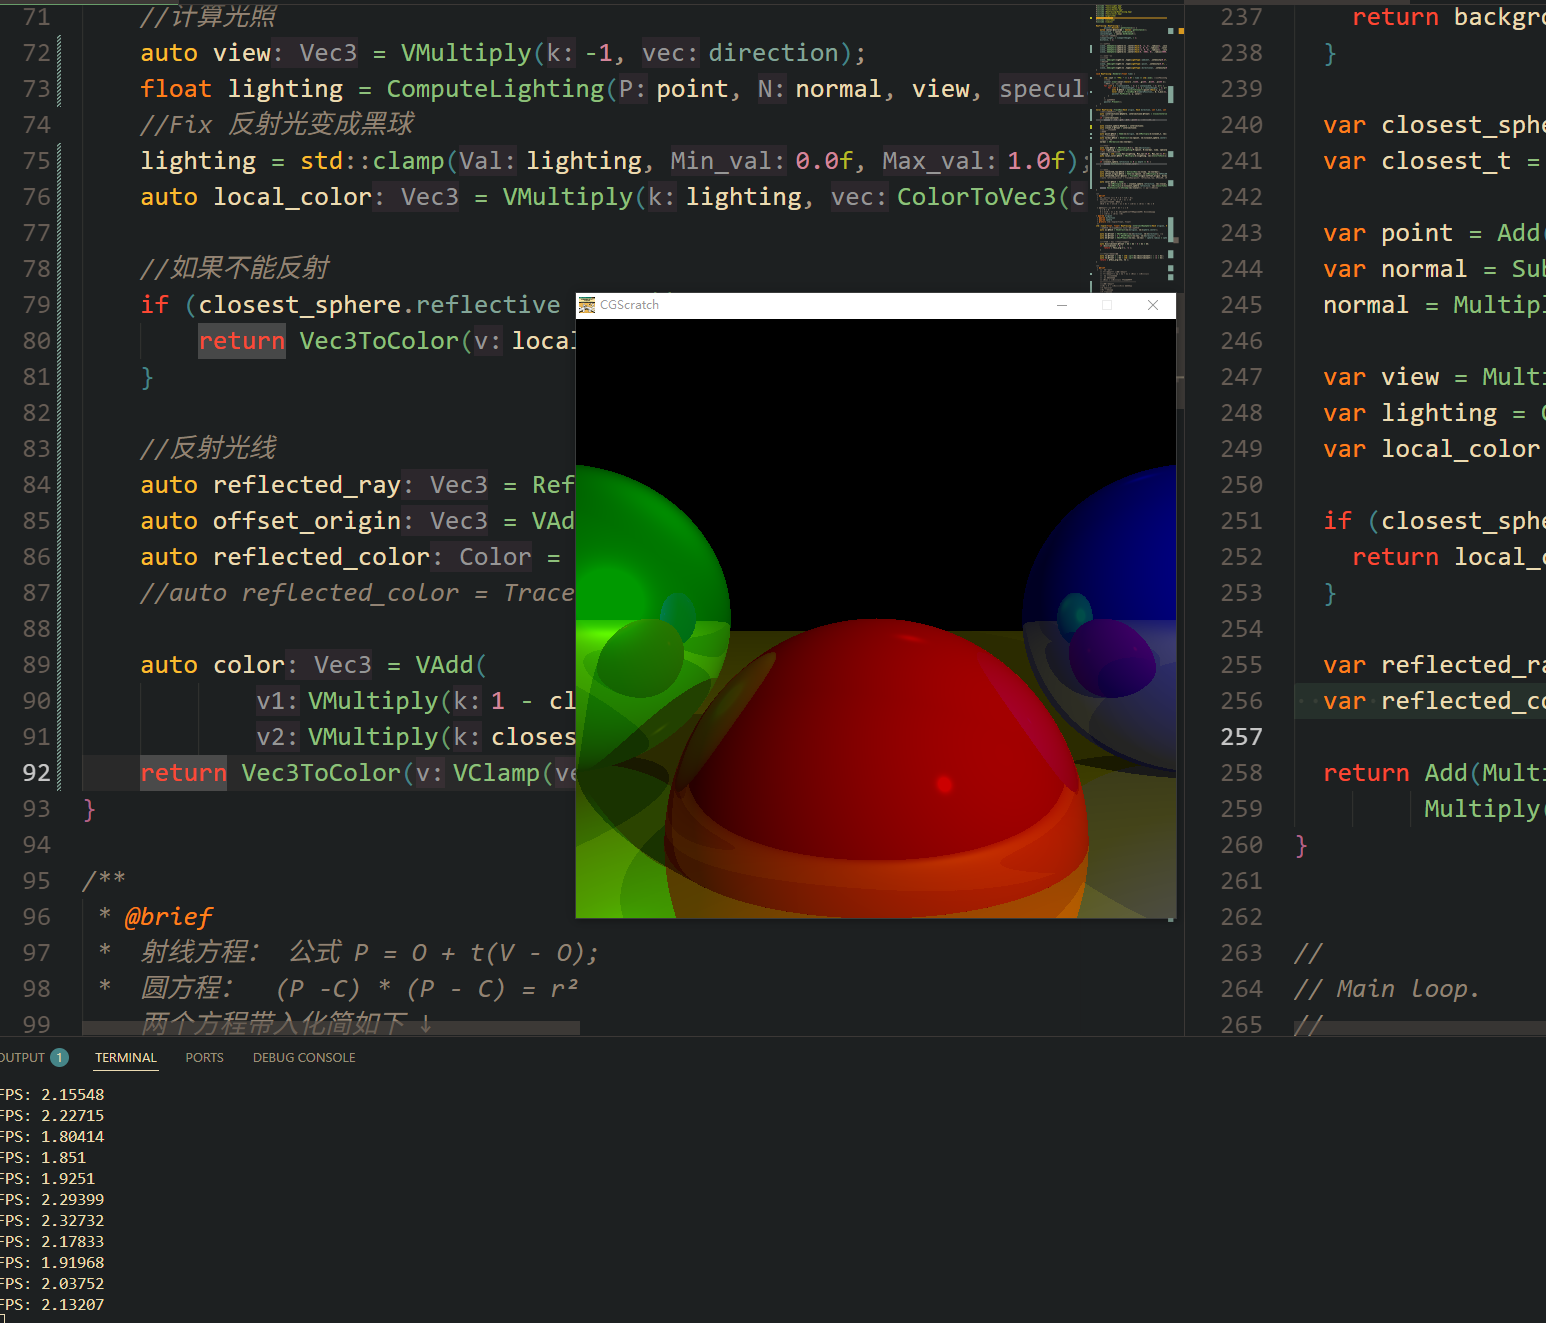 71 //计算光照
72 auto view: Vec3 = VMultiply(k: -1, vec: direction);
73 float lighting = ComputeLighting(P: point, N: normal, view, specul
74 //Fix 反射光变成黑球
75 lighting = std::clamp(Val: lighting, Min_val: 0.0f, Max_val: 1.0f);
76 auto local_color: Vec3 = VMultiply(k: lighting, vec: ColorToVec3(c
77
78 //如果不能反射
79 if (closest_sphere.reflective
80 return Vec3ToColor(v: local
81 }
82
83 //反射光线
84 auto reflected_ray: Vec3 = Ref
85 auto offset_origin: Vec3 = VAd
86 auto reflected_color: Color =
87 //auto reflected_color = Trace
88
89 auto color: Vec3 = VAdd(
90 v1: VMultiply(k: 1 - cl
91 v2: VMultiply(k: closes
92 return Vec3ToColor(v: VClamp(ve
93 }
94
95 /**
96 * @brief
97 * 射线方程: 公式 P = O + t(V - O);
98 * 圆方程: (P -C) * (P - C) = r²
99 两个方程带入化简如下 ↓
CGScratch
237 return backgro
238 }
239
240 var closest_sphe
241 var closest_t =
242
243 var point = Add(
244 var normal = Sub
245 normal = Multipl
246
247 var view = Multi
248 var lighting = C
249 var local_color
250
251 if (closest_sphe
252 return local_c
253 }
254
255 var reflected_ra
256 var reflected_co
257
258 return Add(Multi
259 Multiply(
260 }
261
262
263 //
264 // Main loop.
265 //
OUTPUT 1 TERMINAL PORTS DEBUG CONSOLE
FPS: 2.15548
FPS: 2.22715
FPS: 1.80414
FPS: 1.851
FPS: 1.9251
FPS: 2.29399
FPS: 2.32732
FPS: 2.17833
FPS: 1.91968
FPS: 2.03752
FPS: 2.13207